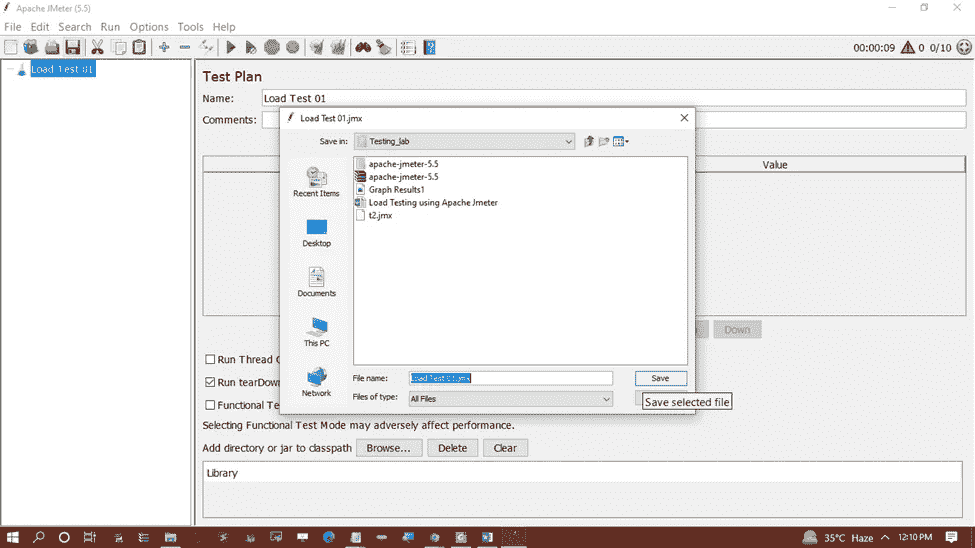 Apache JMeter (5.5)
File Edit Search Run Options Tools Help
00:00:09 0 0/10
Load Test 01
Test Plan
Name: Load Test 01
Comments:
Load Test 01.jmx
Save in: Testing_lab
Value
Recent Items
Desktop
Documents
This PC
Network
apache-jmeter-5.5
apache-jmeter-5.5
Graph Results1
Load Testing using Apache Jmeter
t2.jmx
Down
File name: Load Test 01.jmx Save
Files of type: All Files
Save selected file
Run Thread
Run tearDown
Functional Te
Selecting Functional Test Mode may adversely affect performance.
Add directory or jar to classpath Browse... Delete Clear
Library
35°C Haze 12:10 PM